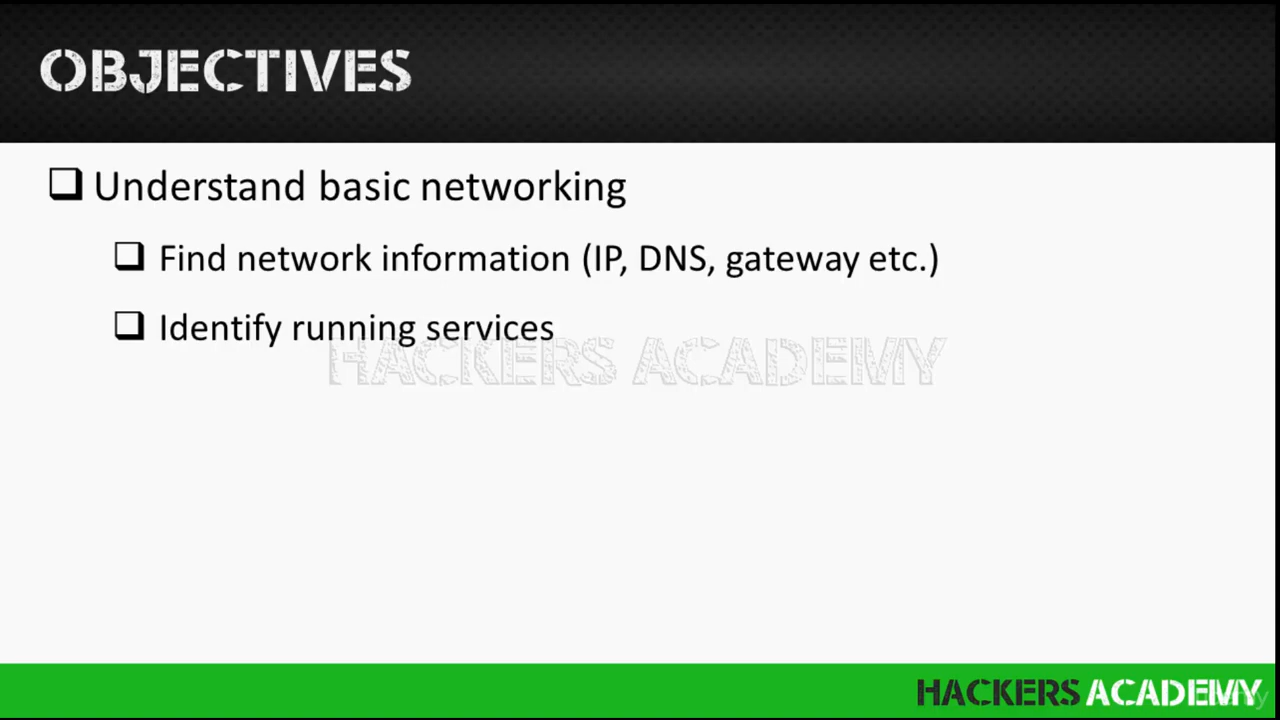 OBJECTIVES
Understand basic networking
Find network information (IP, DNS, gateway etc.)
Identify running services
HACKERS ACADEMY
HACKERS ACADEMY